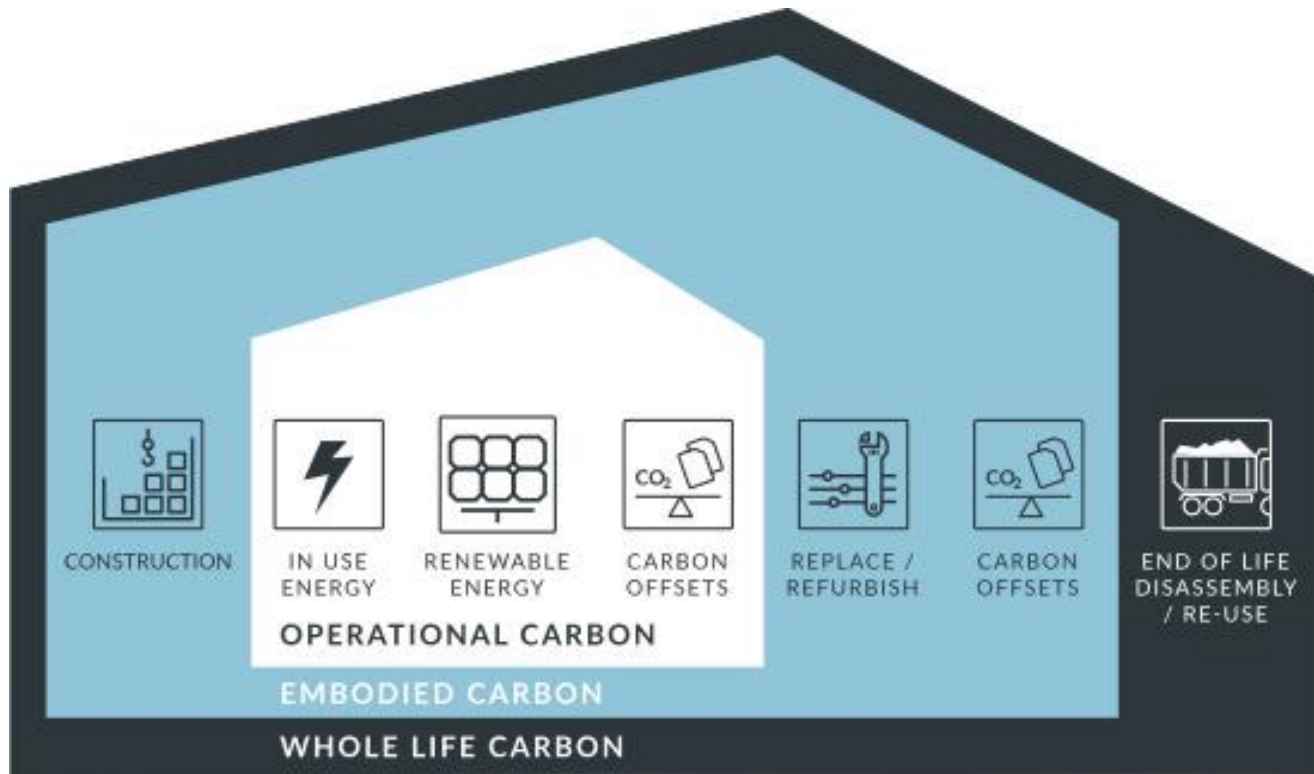 CONSTRUCTION
IN USE
ENERGY
RENEWABLE
ENERGY
CO₂
CARBON
OFFSETS
REPLACE /
REFURBISH
CO₂
CARBON
OFFSETS
END OF LIFE
DISASSEMBLY
/ RE-USE
OPERATIONAL CARBON
EMBODIED CARBON
WHOLE LIFE CARBON